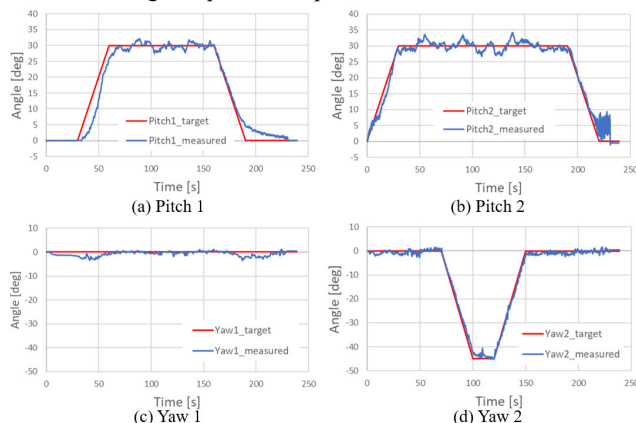 35
30
25
20
15
10
5
0
-5
Angle [deg]
Pitch1_target
Pitch1_measured
0 50 100 150 200 250
Time [s]
(a) Pitch 1
35
30
25
20
15
10
5
0
-5
Angle [deg]
Pitch2_target
Pitch2_measured
0 50 100 150 200 250
Time [s]
(b) Pitch 2
10
0
-10
-20
-30
-40
-50
Angle [deg]
Yaw1_target
Yaw1_measured
0 50 100 150 200 250
Time [s]
(c) Yaw 1
10
0
-10
-20
-30
-40
-50
Angle [deg]
Yaw2_target
Yaw2_measured
0 50 100 150 200 250
Time [s]
(d) Yaw 2